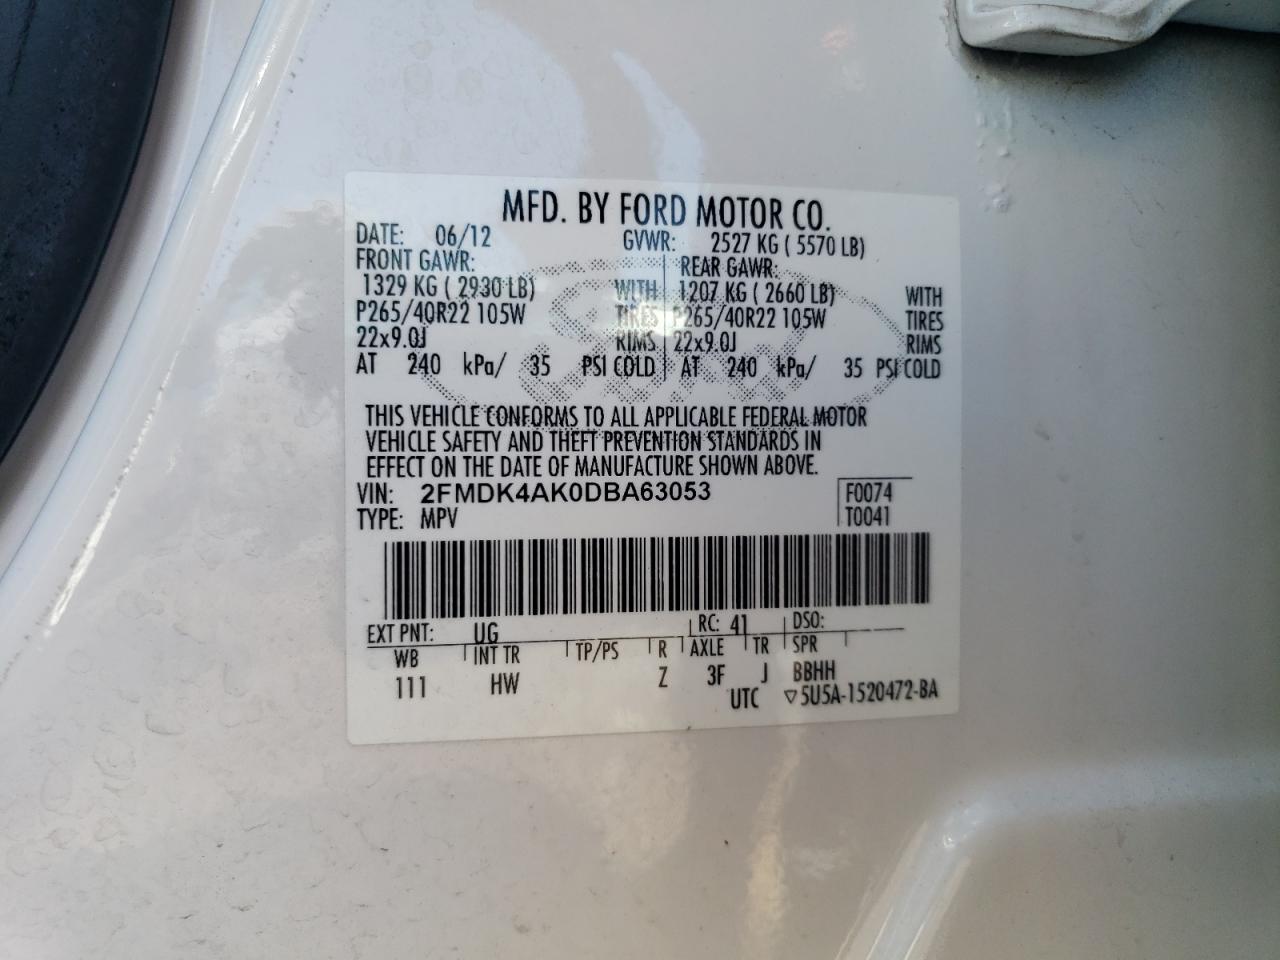 MFD. BY FORD MOTOR CO.
DATE: 06/12 GVWR: 2527 KG ( 5570 LB)
FRONT GAWR: REAR GAWR:
1329 KG ( 2930 LB) WITH 1207 KG ( 2660 LB) WITH
P265/40R22 105W TIRES P265/40R22 105W TIRES
22x9.0J RIMS 22x9.0J RIMS
AT 240 kPa/ 35 PSI COLD AT 240 kPa/ 35 PSI COLD
THIS VEHICLE CONFORMS TO ALL APPLICABLE FEDERAL MOTOR
VEHICLE SAFETY AND THEFT PREVENTION STANDARDS IN
EFFECT ON THE DATE OF MANUFACTURE SHOWN ABOVE.
VIN: 2FMDK4AK0DBA63053 F0074
TYPE: MPV T0041
EXT PNT: UG RC: 41 DSO:
WB INT TR TP/PS R AXLE TR SPR
111 HW Z 3F J BBHH
UTC ▽5U5A-1520472-BA